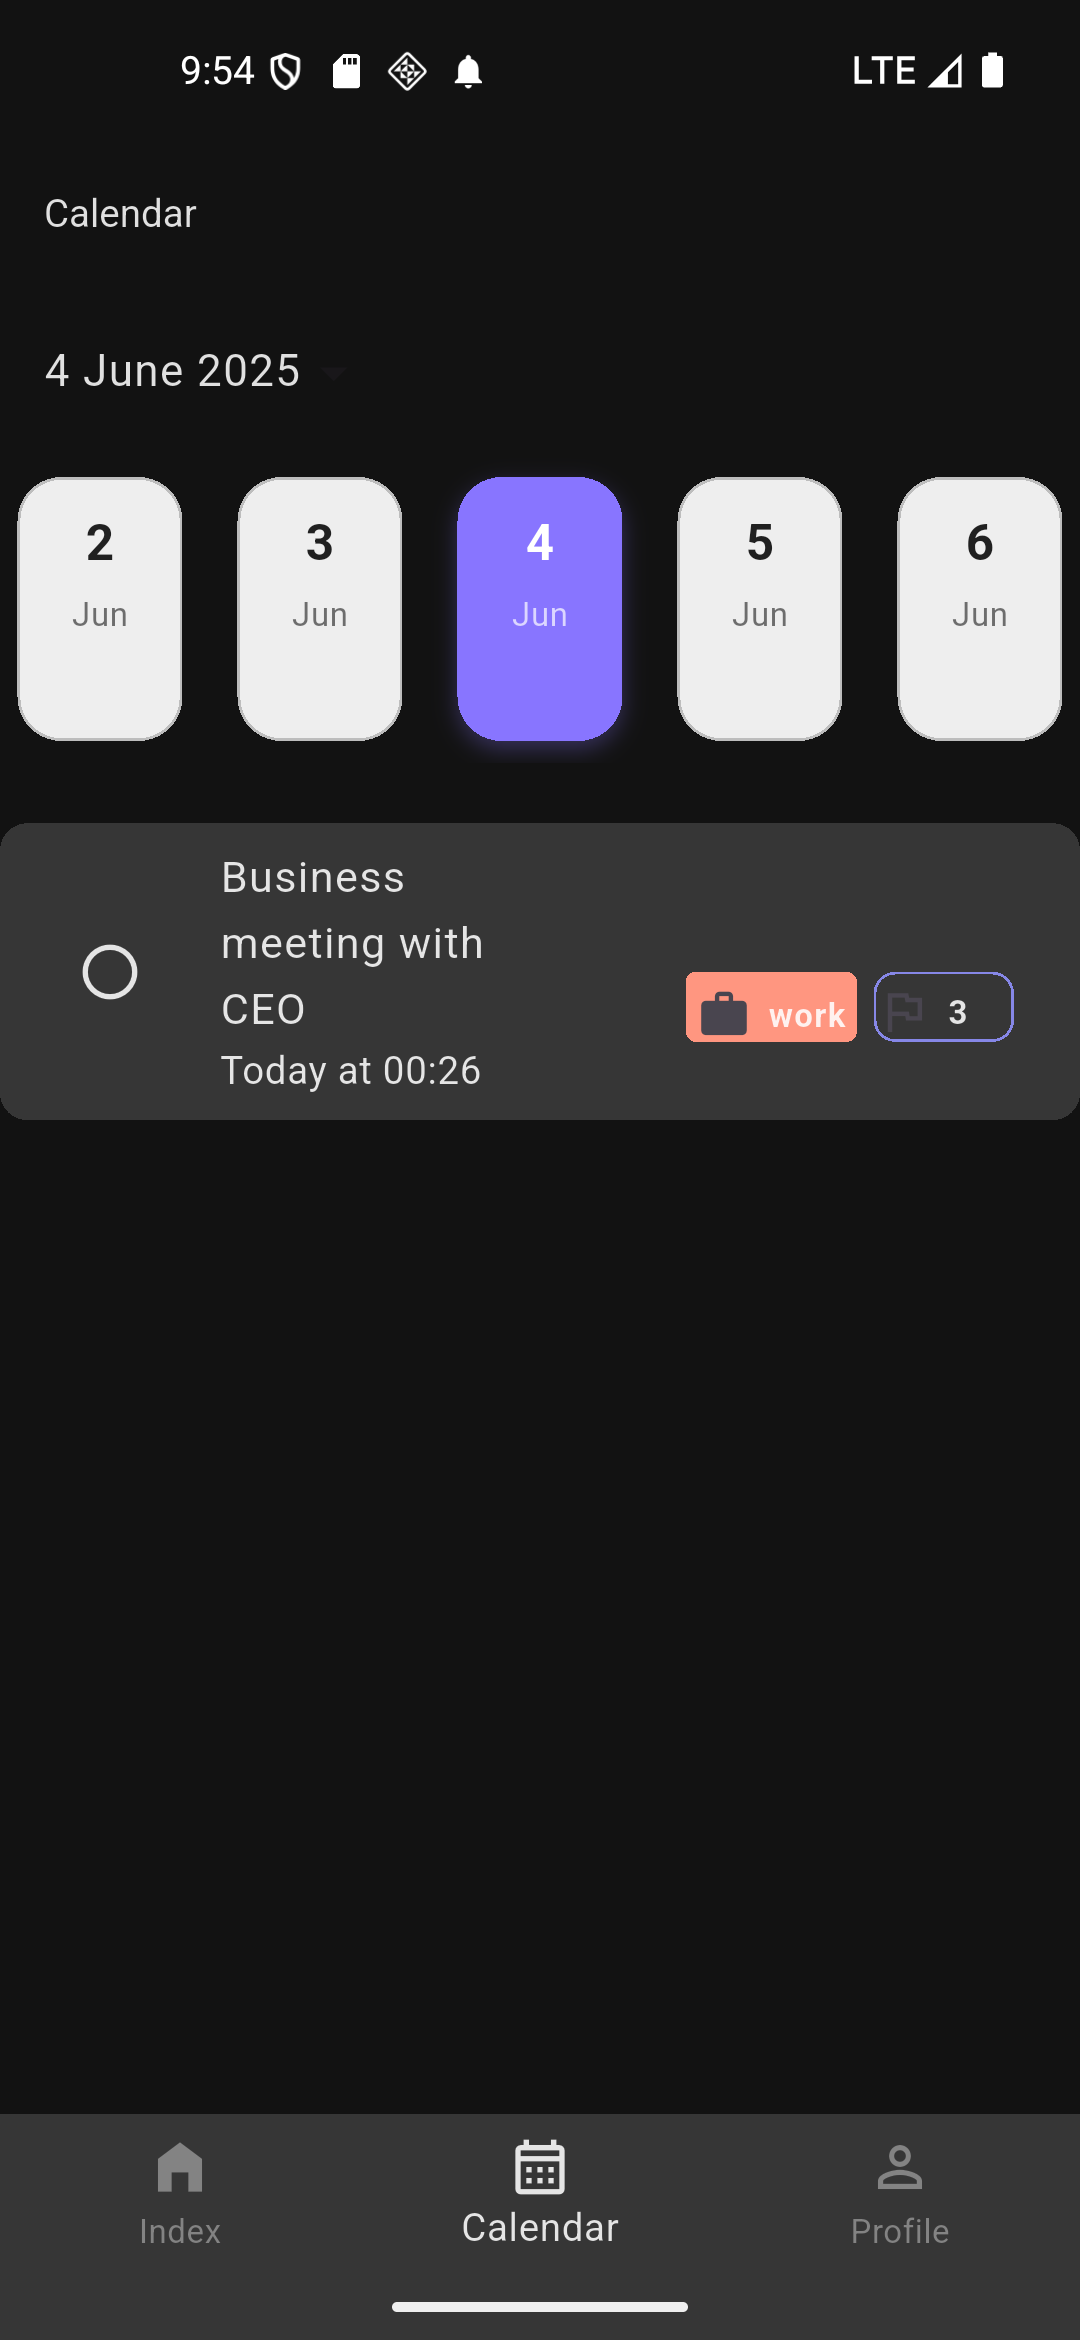 9:54
LTE
Calendar
4 June 2025
2 3 4 5 6
Jun Jun Jun Jun Jun
Business
meeting with
CEO
Today at 00:26
work
3
Index Calendar Profile